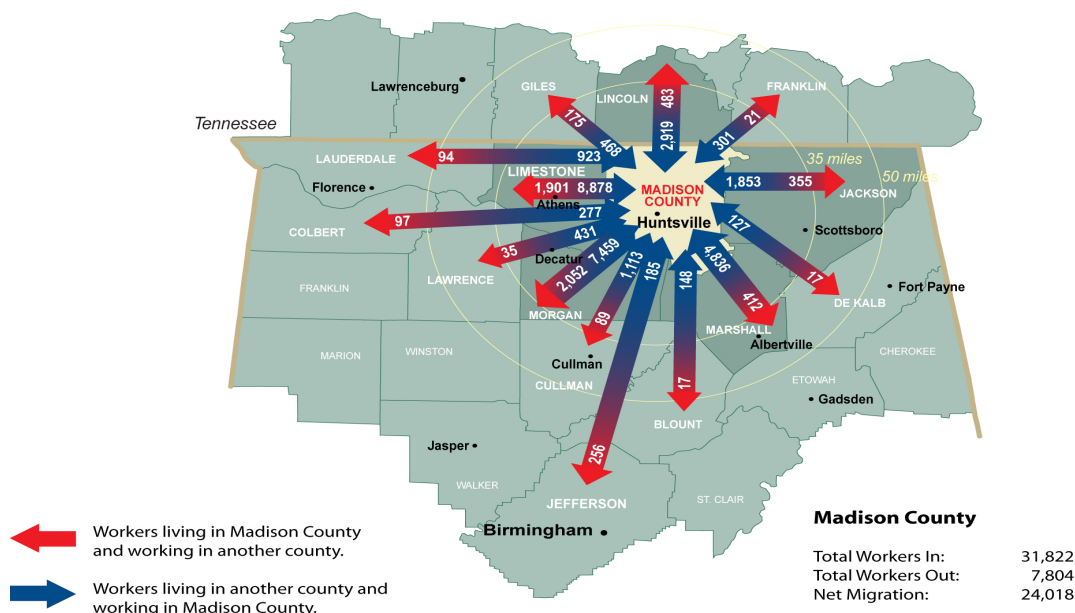 Lawrenceburg
GILES
LINCOLN
FRANKLIN
483
2,919
175
468
21
301
Tennessee
35 miles
50 miles
LAUDERDALE
94
923
LIMESTONE
MADISON
COUNTY
1,853
355
JACKSON
Florence
1,901
8,878
Athens
Huntsville
97
277
COLBERT
127
17
Scottsboro
35
431
Decatur
2,052
7,459
1,113
89
185
256
148
17
4,836
412
LAWRENCE
FRANKLIN
MORGAN
MARSHALL
Albertville
DE KALB
Fort Payne
MARION
WINSTON
Cullman
CULLMAN
CHEROKEE
ETOWAH
Gadsden
BLOUNT
Jasper
WALKER
JEFFERSON
ST. CLAIR
Birmingham
Workers living in Madison County
and working in another county.
Workers living in another county and
working in Madison County.
Madison County
Total Workers In: 31,822
Total Workers Out: 7,804
Net Migration: 24,018